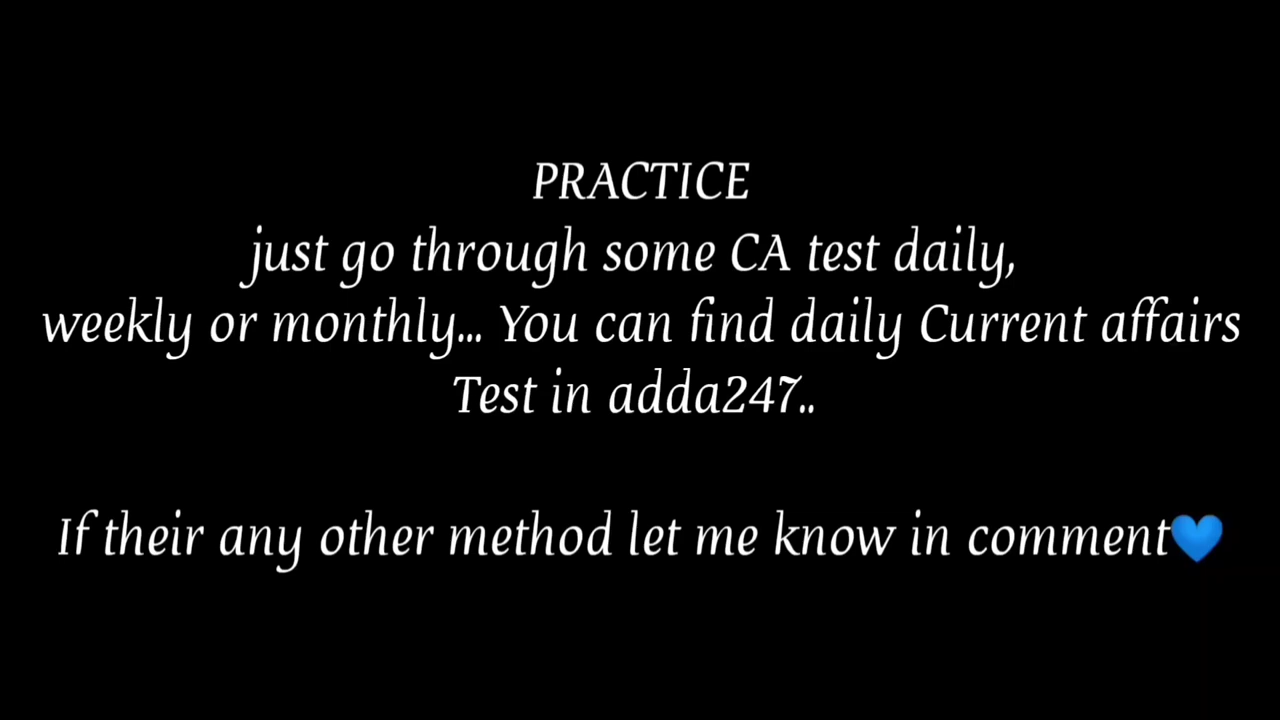 PRACTICE
just go through some CA test daily,
weekly or monthly... You can find daily Current affairs
Test in adda247..
If their any other method let me know in comment💙